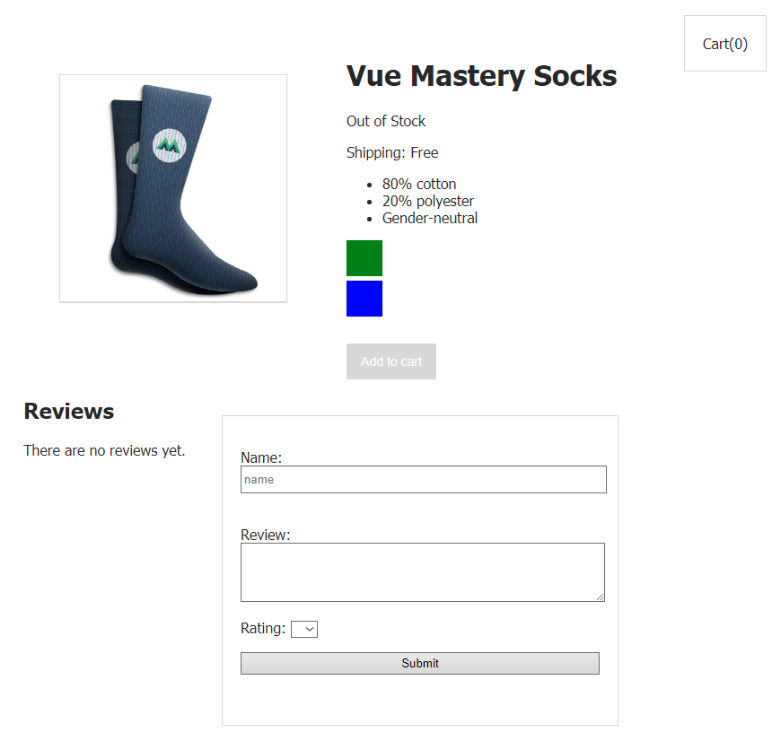 Cart(0)
Vue Mastery Socks
Out of Stock
Shipping: Free
80% cotton
20% polyester
Gender-neutral
Add to cart
Reviews
There are no reviews yet.
Name:
name
Review:
Rating:
Submit